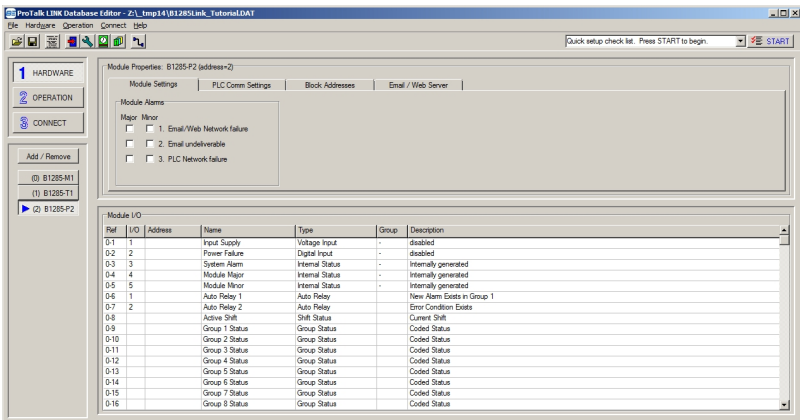 ProTalk LINK Database Editor - Z:\_tmp14\B1285Link_Tutorial.DAT
File Hardware Operation Connect Help
Quick setup check list. Press START to begin. START
1 HARDWARE
2 OPERATION
3 CONNECT
Add / Remove
(0) B1285-M1
(1) B1285-T1
(2) B1285-P2
Module Properties: B1285-P2 (address=2)
Module Settings PLC Comm Settings Block Addresses Email / Web Server
Module Alarms
Major Minor
1. Email/Web Network failure
2. Email undeliverable
3. PLC Network failure
Module I/O
Ref I/O Address Name Type Group Description
0-1 1 Input Supply Voltage Input - disabled
0-2 2 Power Failure Digital Input - disabled
0-3 3 System Alarm Internal Status - Internally generated
0-4 4 Module Major Internal Status - Internally generated
0-5 5 Module Minor Internal Status - Internally generated
0-6 1 Auto Relay 1 Auto Relay New Alarm Exists in Group 1
0-7 2 Auto Relay 2 Auto Relay Error Condition Exists
0-8 Active Shift Shift Status Current Shift
0-9 Group 1 Status Group Status Coded Status
0-10 Group 2 Status Group Status Coded Status
0-11 Group 3 Status Group Status Coded Status
0-12 Group 4 Status Group Status Coded Status
0-13 Group 5 Status Group Status Coded Status
0-14 Group 6 Status Group Status Coded Status
0-15 Group 7 Status Group Status Coded Status
0-16 Group 8 Status Group Status Coded Status